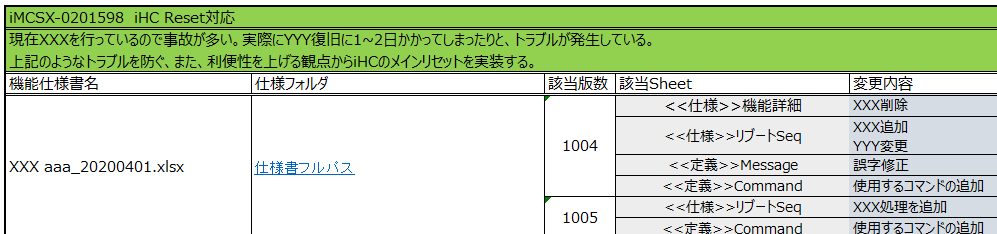 iMCSX-0201598 iHC Reset対応
現在XXXを行っているので事故が多い。実際にYYY復旧に1~2日かかってしまったりと、トラブルが発生している。
上記のようなトラブルを防ぐ、また、利便性を上げる観点からiHCのメインリセットを実装する。
機能仕様書名 仕様フォルダ 該当版数 該当Sheet 変更内容
XXX aaa_20200401.xlsx 仕様書フルパス
1004
<<仕様>>機能詳細 XXX削除
<<仕様>>リブートSeq XXX追加
YYY変更
<<定義>>Message 誤字修正
<<定義>>Command 使用するコマンドの追加
1005
<<仕様>>リブートSeq XXX処理を追加
<<定義>>Command 使用するコマンドの追加